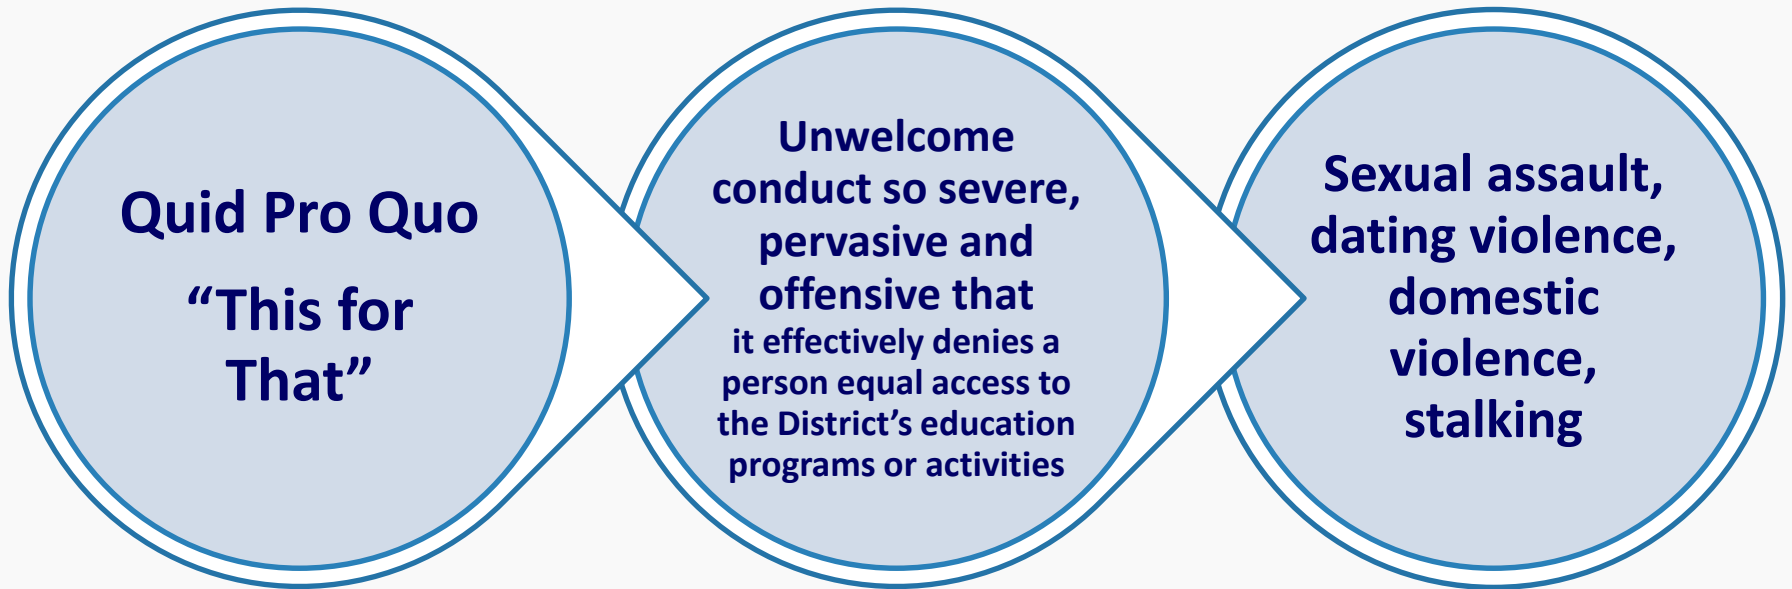 Quid Pro Quo
“This for
That”
Unwelcome
conduct so severe,
pervasive and
offensive that
it effectively denies a
person equal access to
the District’s education
programs or activities
Sexual assault,
dating violence,
domestic
violence,
stalking